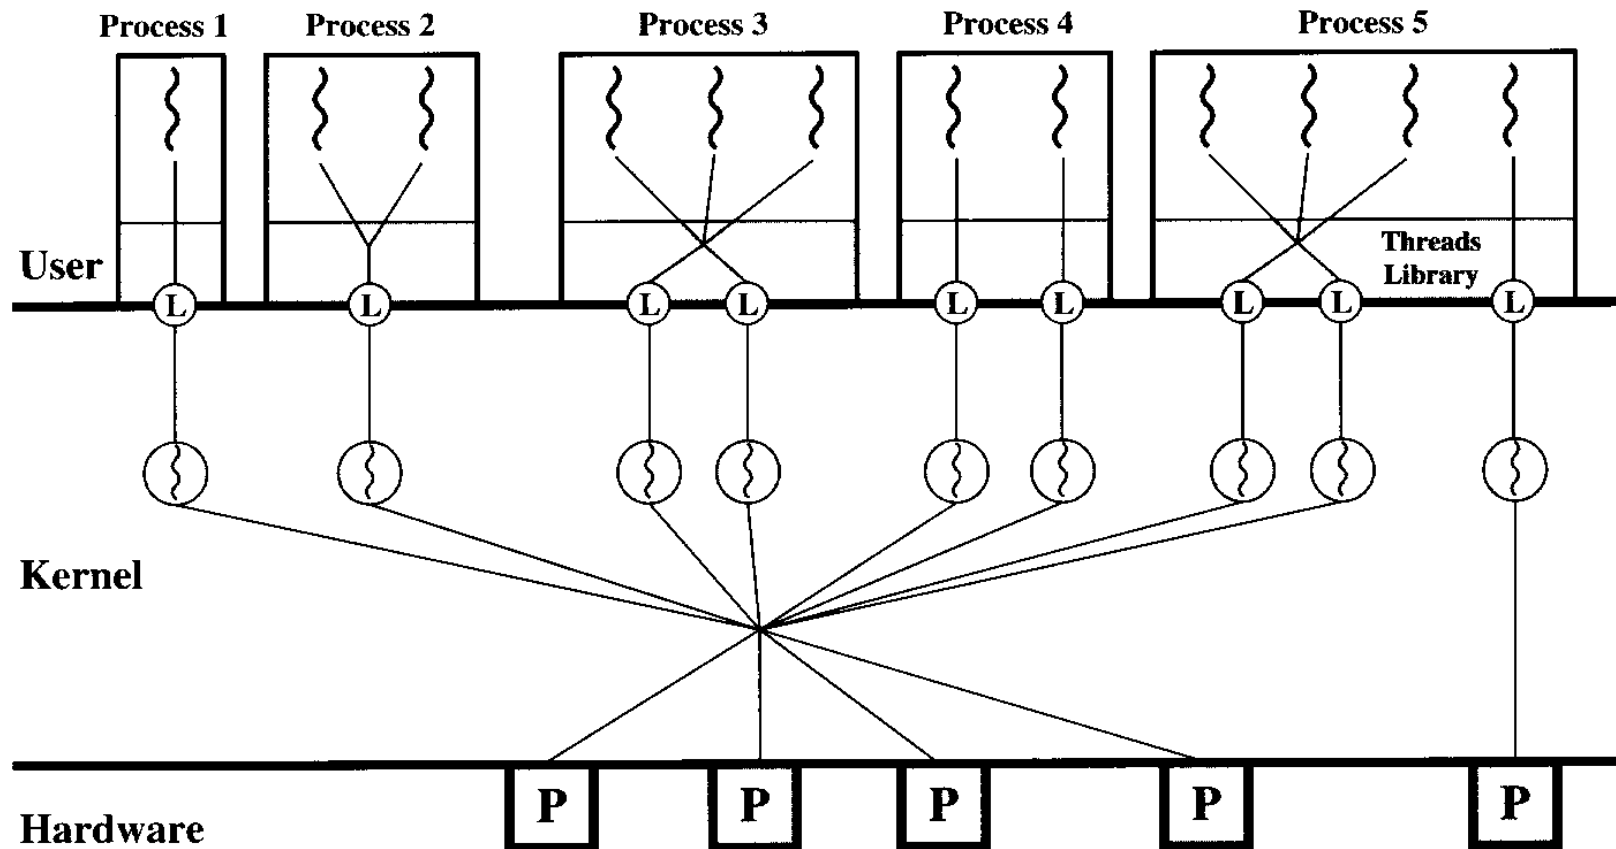 Process 1 Process 2 Process 3 Process 4 Process 5
Threads
Library
User
L L L L L L L L L
Kernel
P P P P P
Hardware